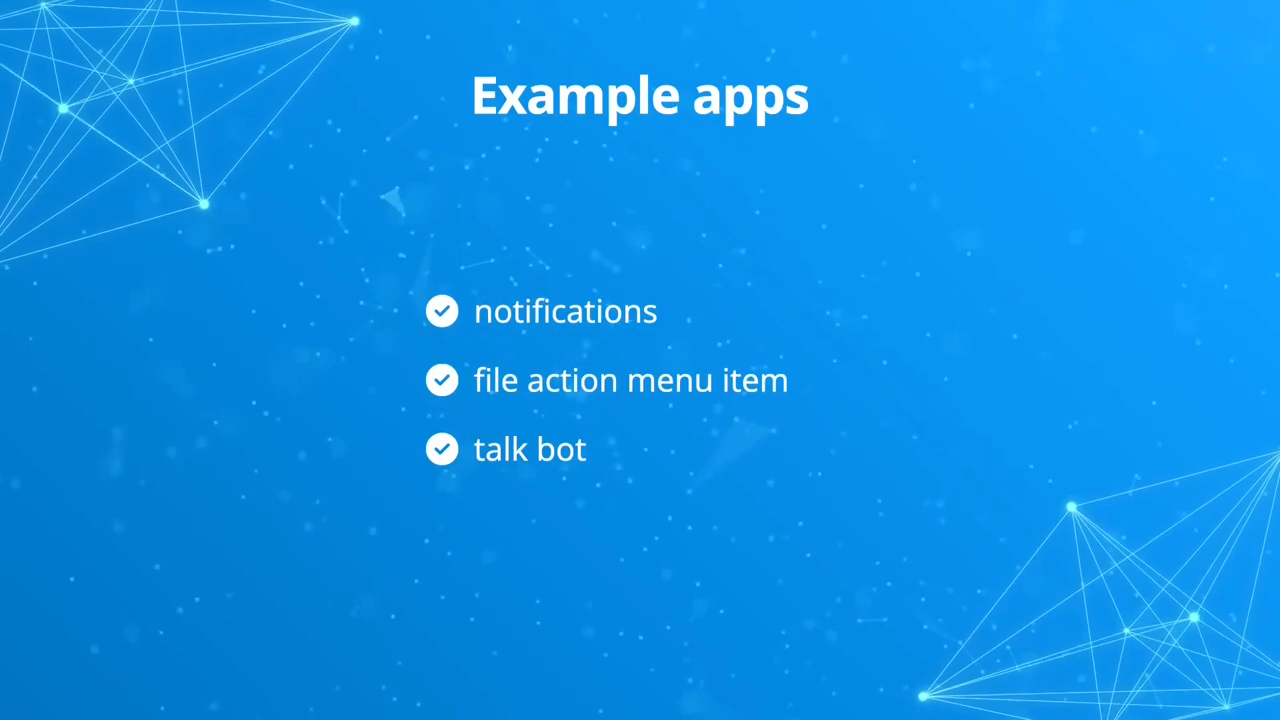 Example apps
notifications
file action menu item
talk bot